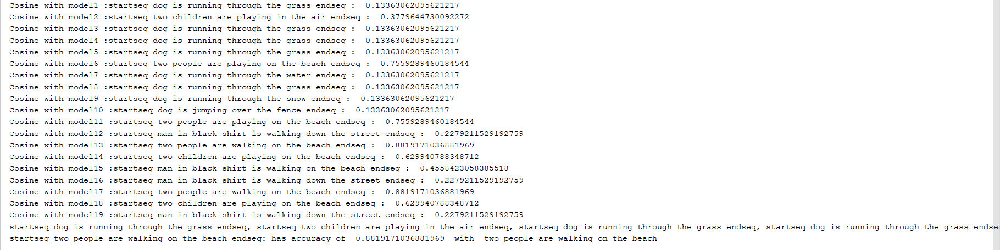 Cosine with model1 :startseq dog is running through the grass endseq :  0.13363062095621217
Cosine with model2 :startseq two children are playing in the air endseq :  0.3779644730092272
Cosine with model3 :startseq dog is running through the grass endseq :  0.13363062095621217
Cosine with model4 :startseq dog is running through the grass endseq :  0.13363062095621217
Cosine with model5 :startseq dog is running through the grass endseq :  0.13363062095621217
Cosine with model6 :startseq two people are playing on the beach endseq :  0.7559289460184544
Cosine with model7 :startseq dog is running through the water endseq :  0.13363062095621217
Cosine with model8 :startseq dog is running through the grass endseq :  0.13363062095621217
Cosine with model9 :startseq dog is running through the snow endseq :  0.13363062095621217
Cosine with model10 :startseq dog is jumping over the fence endseq :  0.13363062095621217
Cosine with model11 :startseq two people are playing on the beach endseq :  0.7559289460184544
Cosine with model12 :startseq man in black shirt is walking down the street endseq :  0.2279211529192759
Cosine with model13 :startseq two people are walking on the beach endseq :  0.8819171036881969
Cosine with model14 :startseq two children are playing on the beach endseq :  0.629940788348712
Cosine with model15 :startseq man in black shirt is walking on the beach endseq :  0.4558423058385518
Cosine with model16 :startseq man in black shirt is walking down the street endseq :  0.2279211529192759
Cosine with model17 :startseq two people are walking on the beach endseq :  0.8819171036881969
Cosine with model18 :startseq two children are playing on the beach endseq :  0.629940788348712
Cosine with model19 :startseq man in black shirt is walking down the street endseq :  0.2279211529192759
startseq dog is running through the grass endseq, startseq two children are playing in the air endseq, startseq dog is running through the grass endseq, startseq dog is running through the grass endse
startseq two people are walking on the beach endseq: has accuracy of  0.8819171036881969  with  two people are walking on the beach